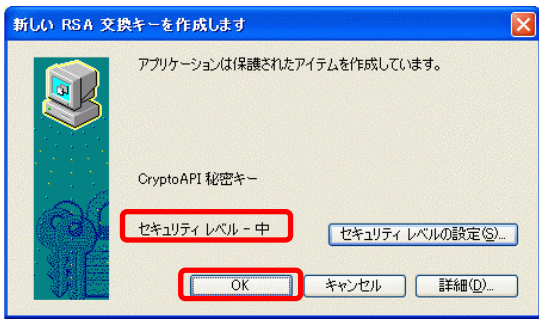 新しい RSA 交換キーを作成します
アプリケーションは保護されたアイテムを作成しています。
CryptoAPI 秘密キー
セキュリティ レベル - 中
セキュリティ レベルの設定(S)...
OK
キャンセル
詳細(D)...